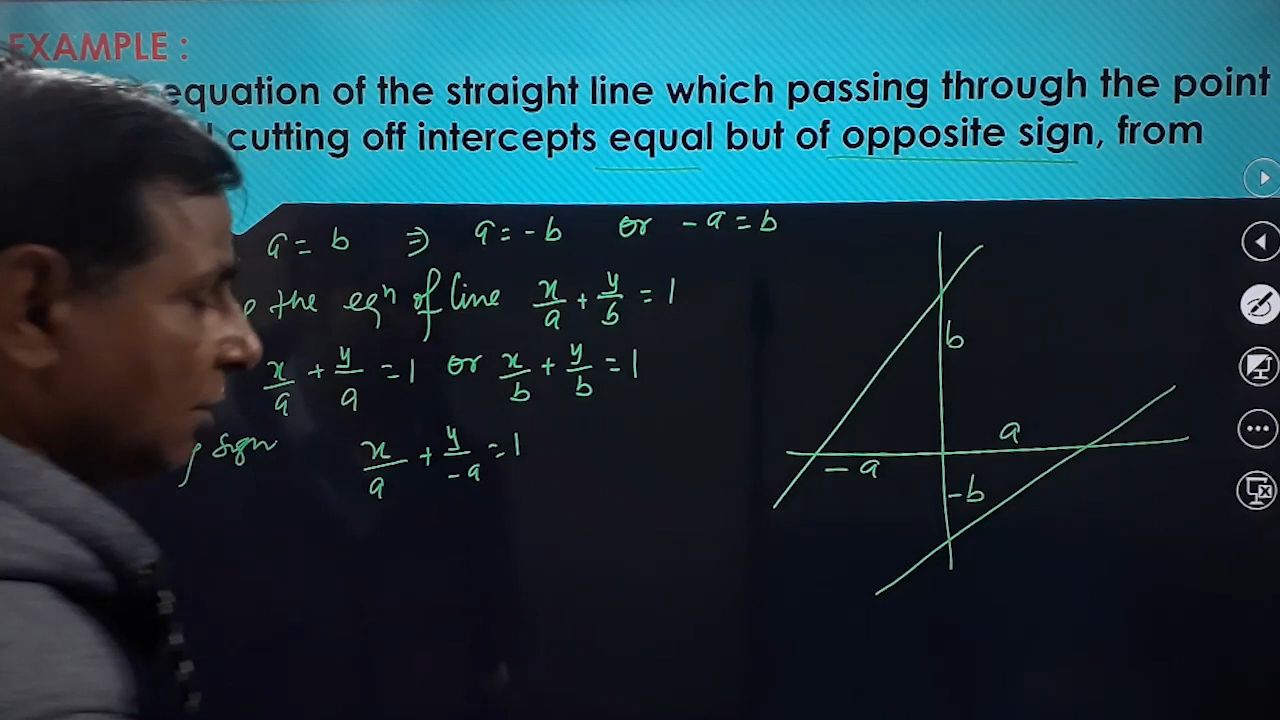 EXAMPLE :
equation of the straight line which passing through the point
cutting off intercepts equal but of opposite sign, from
a = b ⇒ a = -b or -a = b
the eqn of line x/a + y/b = 1
x/a + y/a = 1 or x/b + y/b = 1
sign x/a + y/-a = 1
b
a
-a
-b